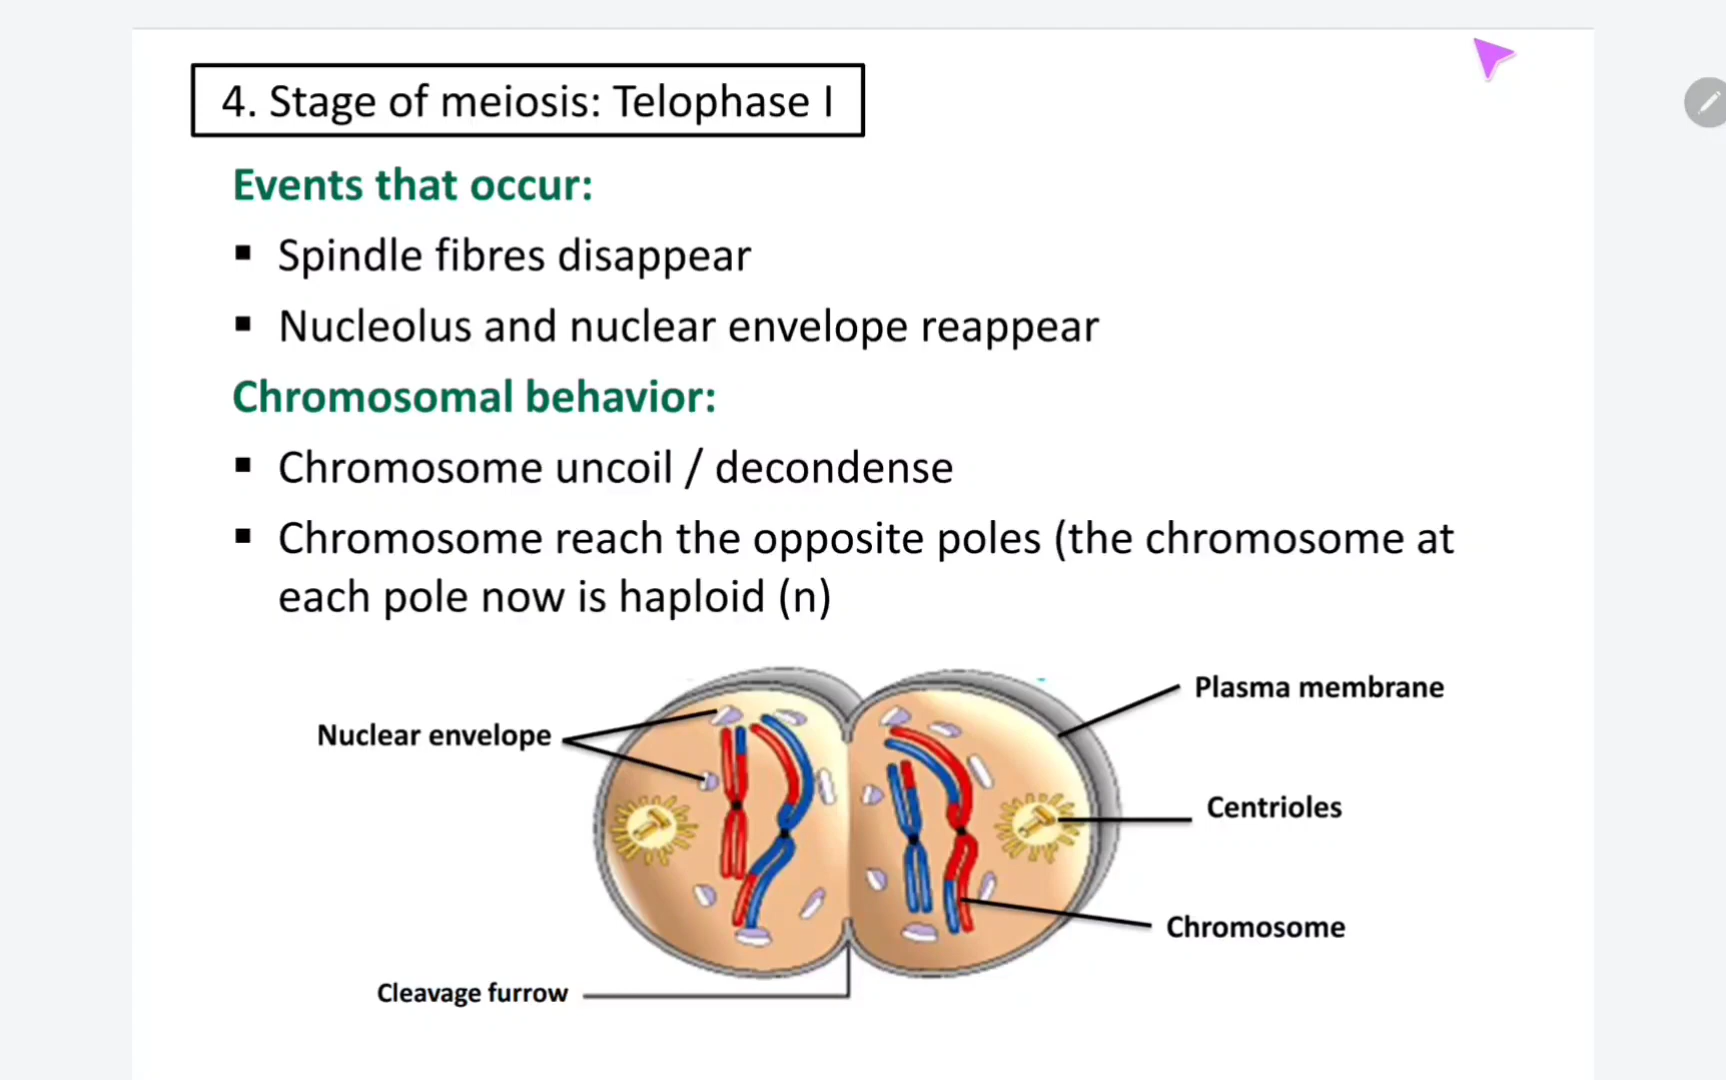 4. Stage of meiosis: Telophase I
Events that occur:
▪ Spindle fibres disappear
▪ Nucleolus and nuclear envelope reappear
Chromosomal behavior:
▪ Chromosome uncoil / decondense
▪ Chromosome reach the opposite poles (the chromosome at
each pole now is haploid (n)
Plasma membrane
Nuclear envelope
Centrioles
Chromosome
Cleavage furrow